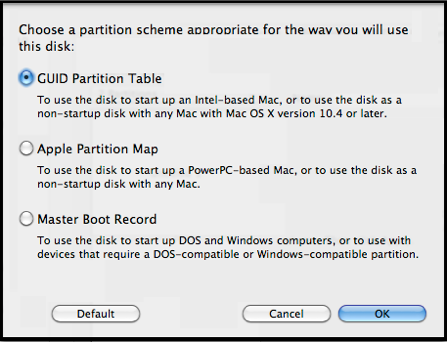 Choose a partition scheme appropriate for the way you will use
this disk:
GUID Partition Table
To use the disk to start up an Intel-based Mac, or to use the disk as a
non-startup disk with any Mac with Mac OS X version 10.4 or later.
Apple Partition Map
To use the disk to start up a PowerPC-based Mac, or to use the disk as a
non-startup disk with any Mac.
Master Boot Record
To use the disk to start up DOS and Windows computers, or to use with
devices that require a DOS-compatible or Windows-compatible partition.
Default
Cancel
OK